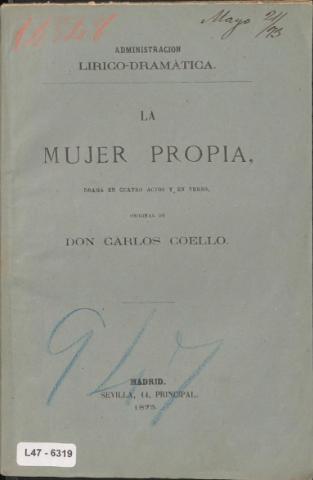 Mayo 21/73
ADMINISTRACION
LIRICO-DRAMÁTICA.
LA
MUJER PROPIA,
DRAMA EN CUATRO ACTOS Y EN VERSO,
ORIGINAL DE
DON CARLOS COELLO.
947
MADRID.
SEVILLA, 14, PRINCIPAL.
1873.
L47 - 6319